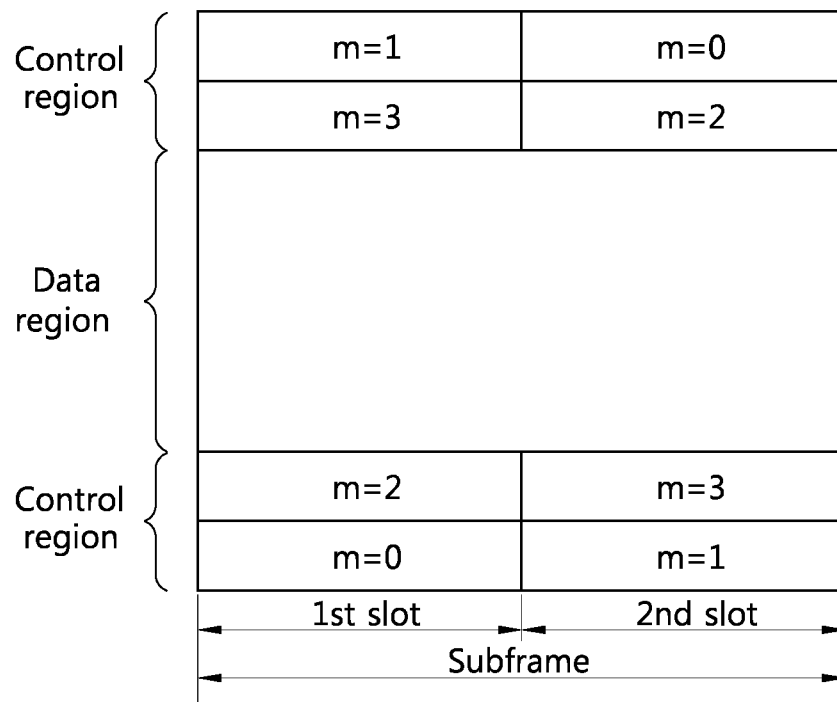 Control
region
m=1
m=0
m=3
m=2
Data
region
Control
region
m=2
m=3
m=0
m=1
1st slot
2nd slot
Subframe